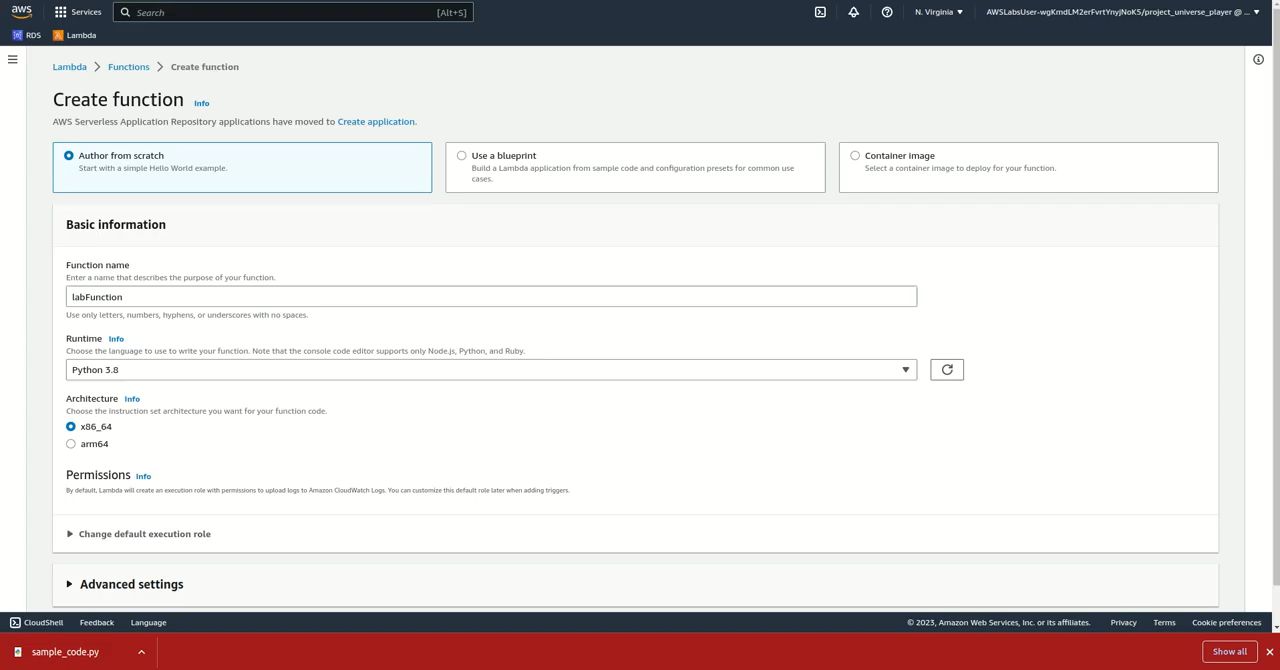 aws
Services
Search
[Alt+S]
N. Virginia
AWSLabsUser-wgKmdLM2erFvrtYnyjNoK5/project_universe_player @ ...
RDS
Lambda
Lambda > Functions > Create function
Create function Info
AWS Serverless Application Repository applications have moved to Create application.
Author from scratch
Start with a simple Hello World example.
Use a blueprint
Build a Lambda application from sample code and configuration presets for common use
cases.
Container image
Select a container image to deploy for your function.
Basic information
Function name
Enter a name that describes the purpose of your function.
labFunction
Use only letters, numbers, hyphens, or underscores with no spaces.
Runtime Info
Choose the language to use to write your function. Note that the console code editor supports only Node.js, Python, and Ruby.
Python 3.8
Architecture Info
Choose the instruction set architecture you want for your function code.
x86_64
arm64
Permissions Info
By default, Lambda will create an execution role with permissions to upload logs to Amazon CloudWatch Logs. You can customize this default role later when adding triggers.
Change default execution role
Advanced settings
CloudShell
Feedback
Language
© 2023, Amazon Web Services, Inc. or its affiliates.
Privacy
Terms
Cookie preferences
sample_code.py
Show all